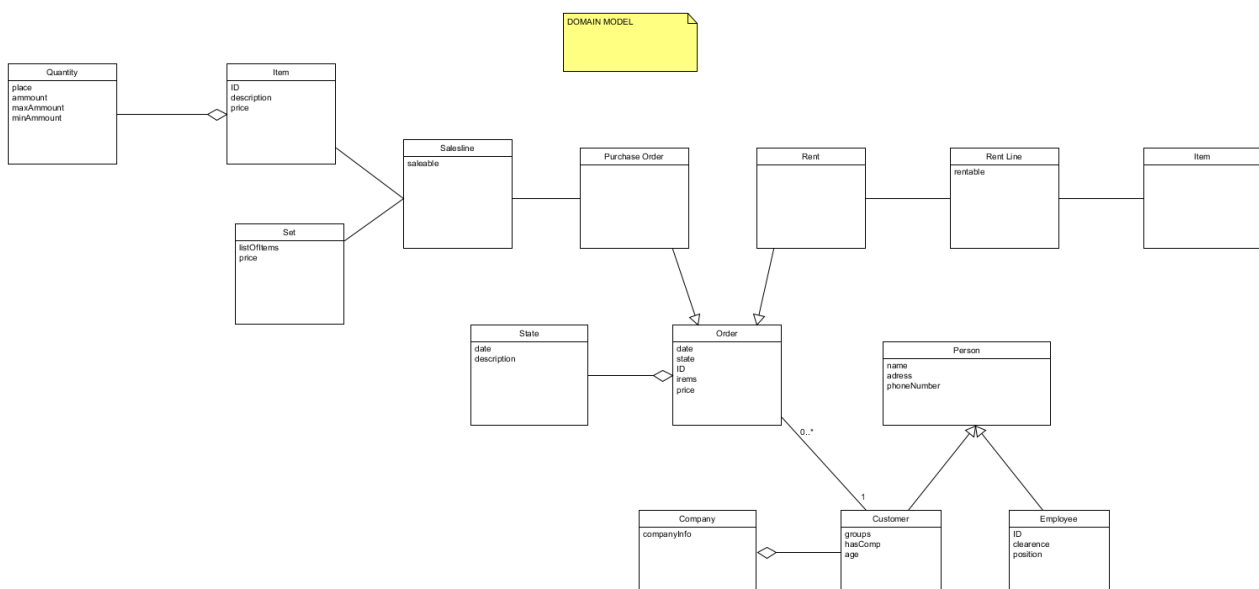 DOMAIN MODEL
Quantity
place
ammount
maxAmmount
minAmmount
Item
ID
description
price
Salesline
saleable
Purchase Order
Rent
Rent Line
rentable
Item
Set
listOfItems
price
State
date
description
Order
date
state
ID
irems
price
Person
name
adress
phoneNumber
0..*
1
Company
companyInfo
Customer
groups
hasComp
age
Employee
ID
clearence
position